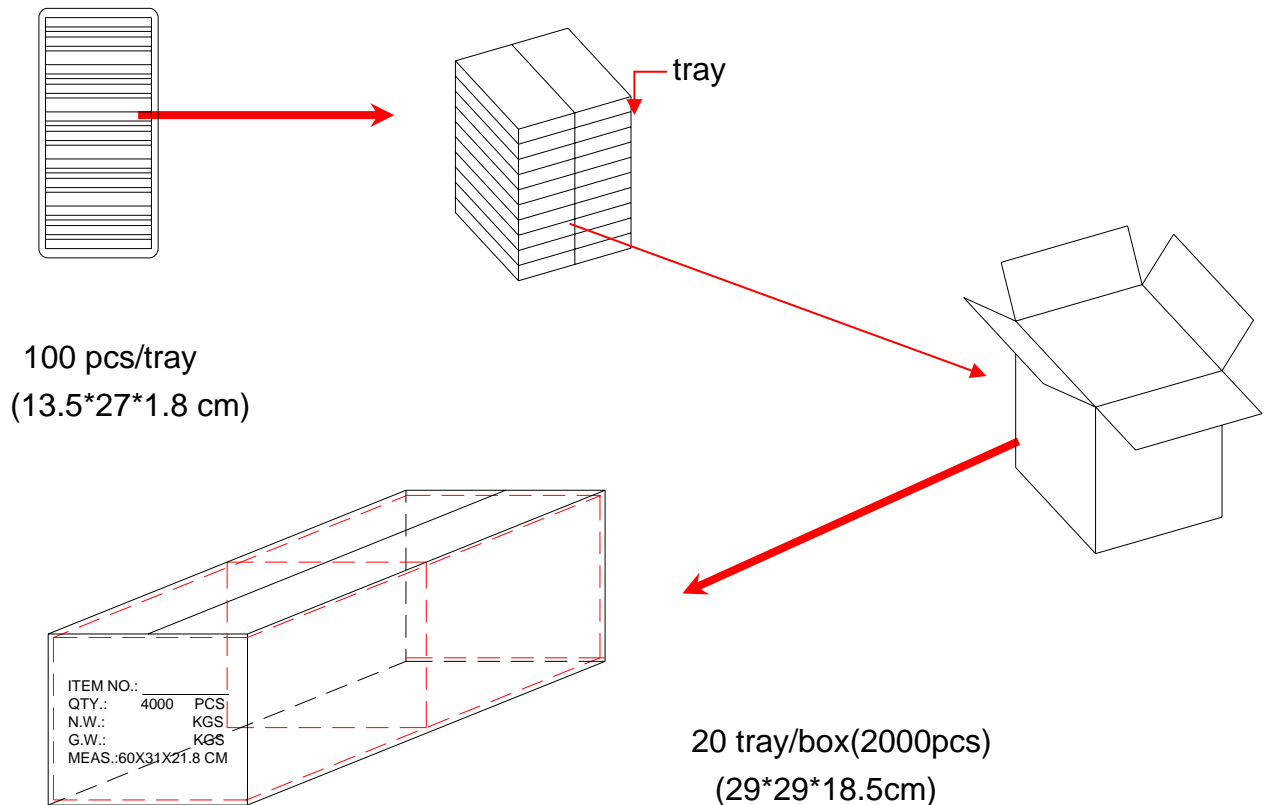 tray
100 pcs/tray
(13.5*27*1.8 cm)
ITEM NO.:
QTY.: 4000 PCS
N.W.: KGS
G.W.: KGS
MEAS.:60X31X21.8 CM
20 tray/box(2000pcs)
(29*29*18.5cm)